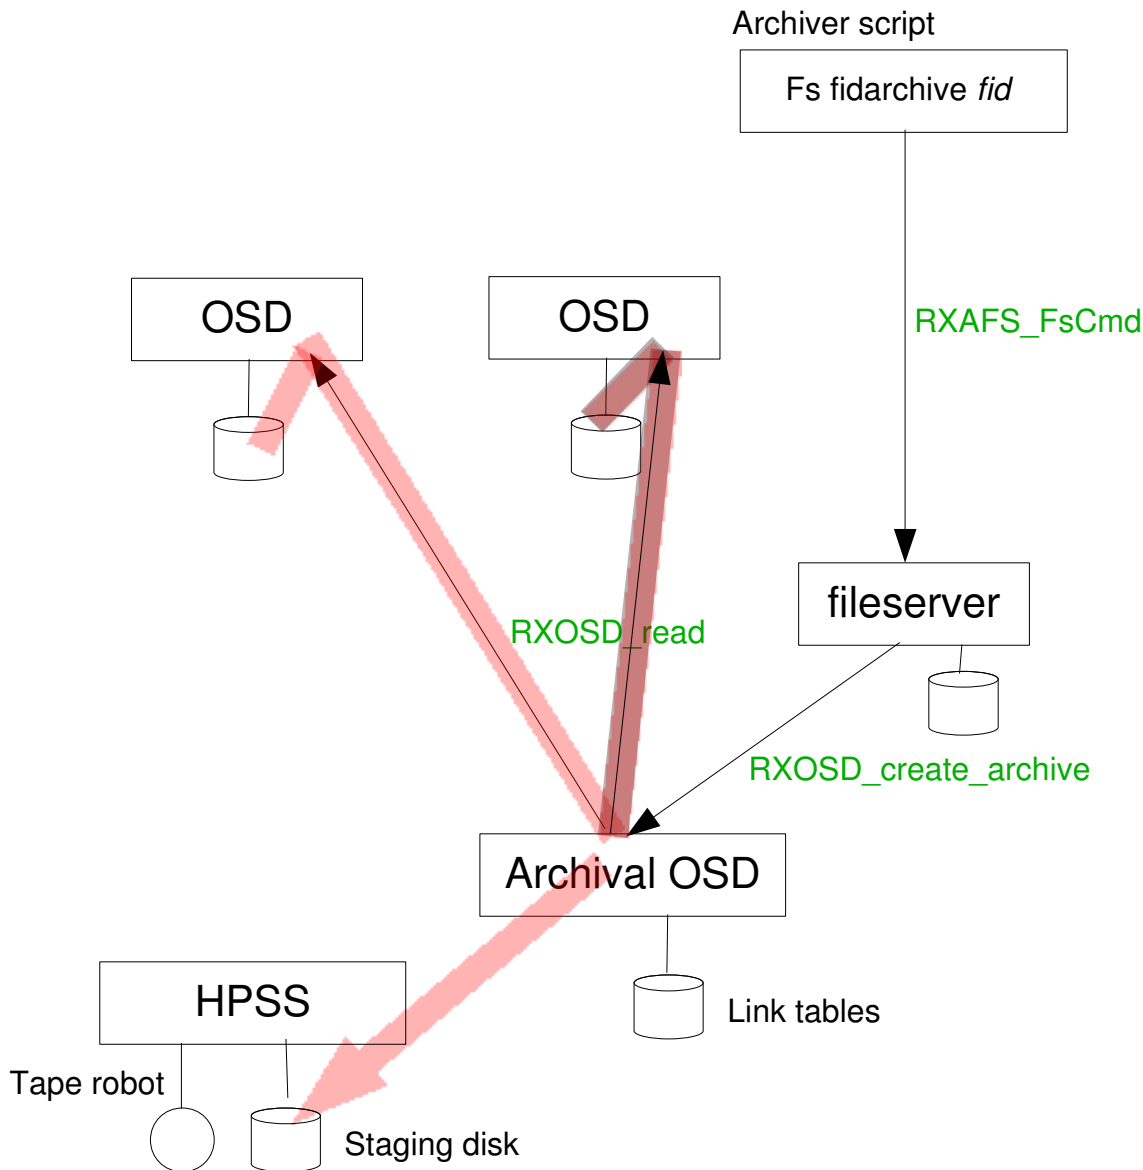 Archiver script
Fs fidarchive fid
OSD
OSD
RXAFS_FsCmd
fileserver
RXOSD_read
RXOSD_create_archive
Archival OSD
HPSS
Link tables
Tape robot
Staging disk